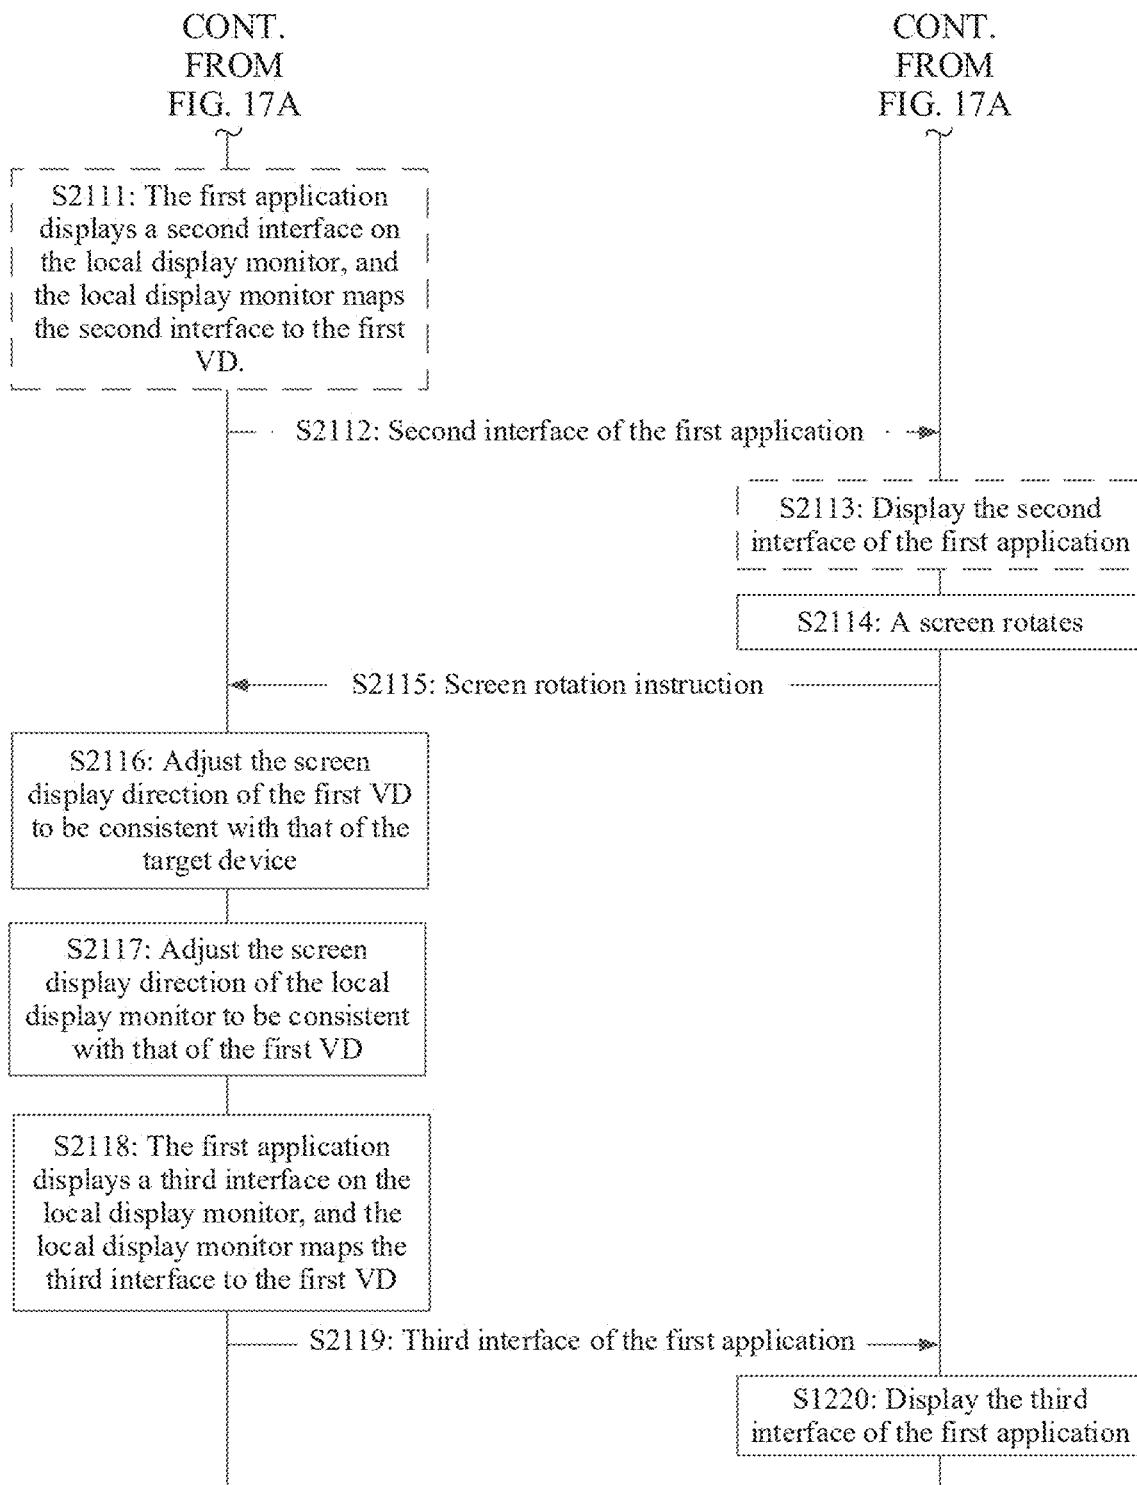 CONT.
FROM
FIG. 17A
CONT.
FROM
FIG. 17A
S2111: The first application
displays a second interface on
the local display monitor, and
the local display monitor maps
the second interface to the first
VD.
S2112: Second interface of the first application
S2113: Display the second
interface of the first application
S2114: A screen rotates
S2115: Screen rotation instruction
S2116: Adjust the screen
display direction of the first VD
to be consistent with that of the
target device
S2117: Adjust the screen
display direction of the local
display monitor to be consistent
with that of the first VD
S2118: The first application
displays a third interface on the
local display monitor, and the
local display monitor maps the
third interface to the first VD
S2119: Third interface of the first application
S1220: Display the third
interface of the first application